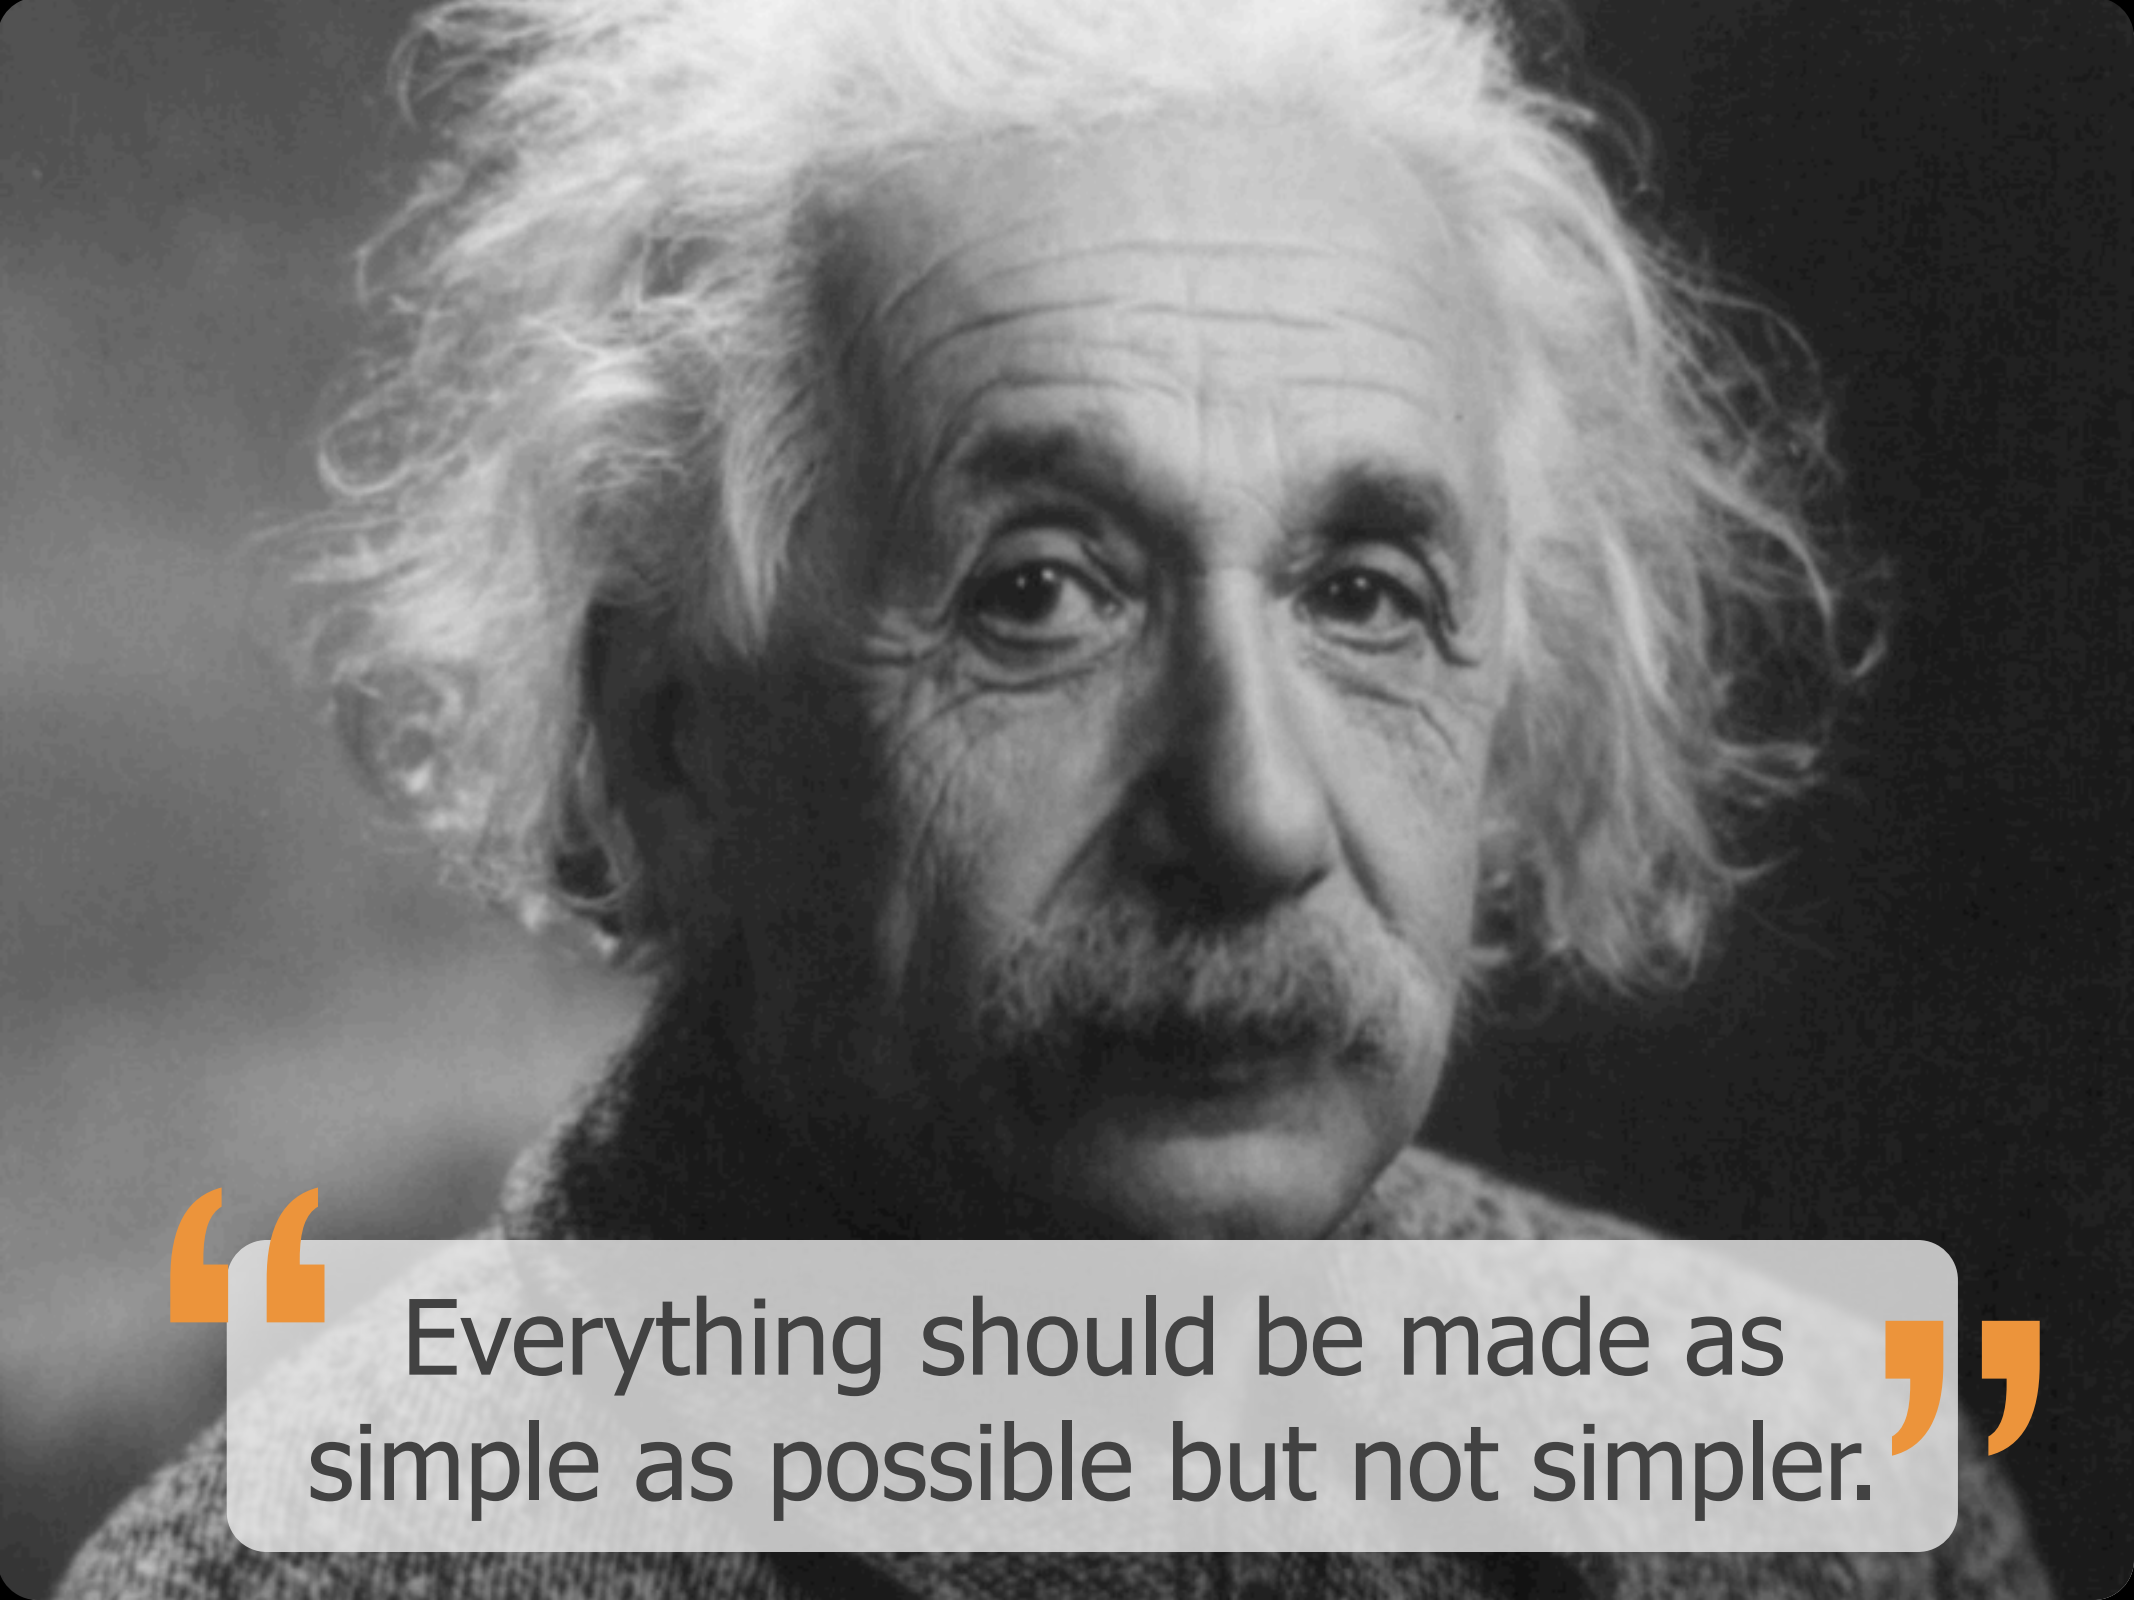 “Everything should be made as
simple as possible but not simpler.”